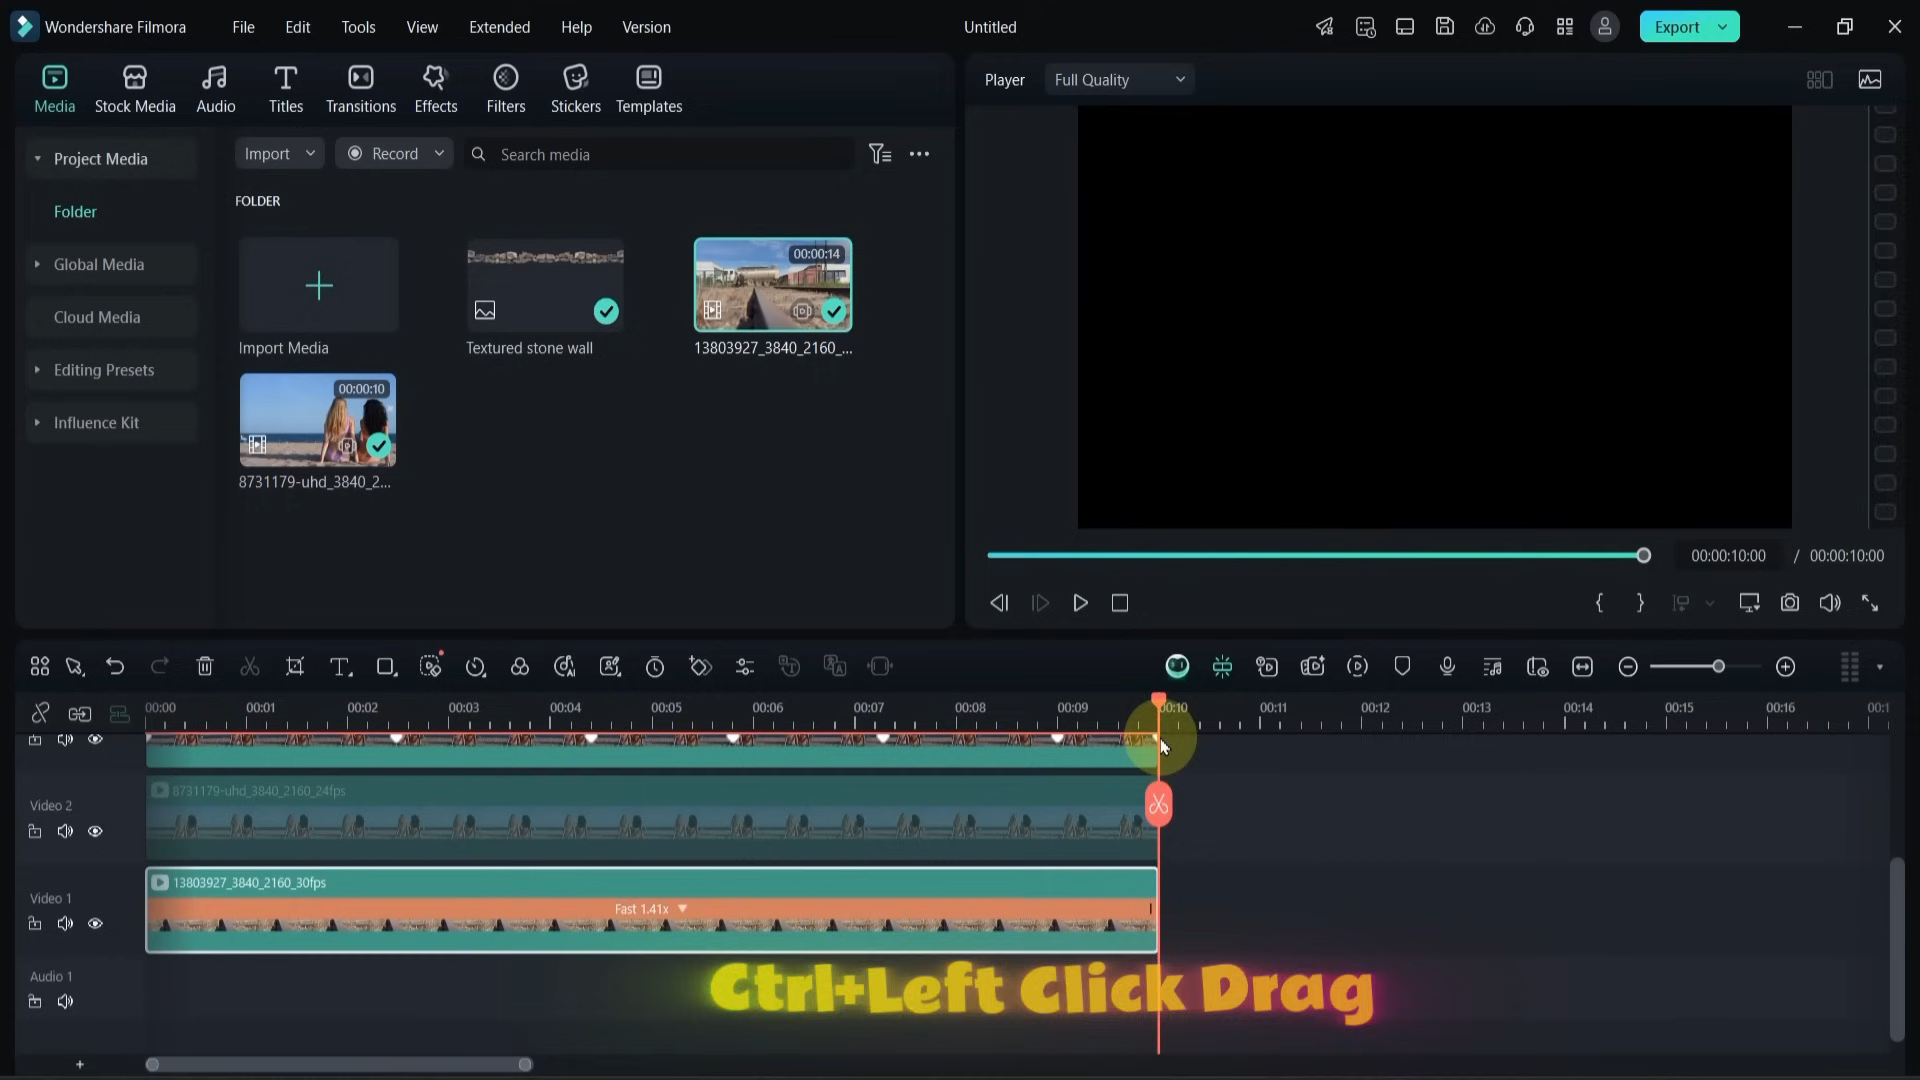 Wondershare Filmora
File Edit Tools View Extended Help Version
Untitled
Export
Media Stock Media Audio Titles Transitions Effects Filters Stickers Templates
Player
Full Quality
Project Media
Folder
Global Media
Cloud Media
Editing Presets
Influence Kit
Import
Record
Search media
FOLDER
00:00:14
Import Media
Textured stone wall
13803927_3840_2160_...
00:00:10
8731179-uhd_3840_2...
00:00:10:00 / 00:00:10:00
00:00 00:01 00:02 00:03 00:04 00:05 00:06 00:07 00:08 00:09 00:10 00:11 00:12 00:13 00:14 00:15 00:16 00:1
Video 2
8731179-uhd_3840_2160_24fps
Video 1
13803927_3840_2160_30fps
Fast 1.41x
Audio 1
Ctrl+Left Click Drag